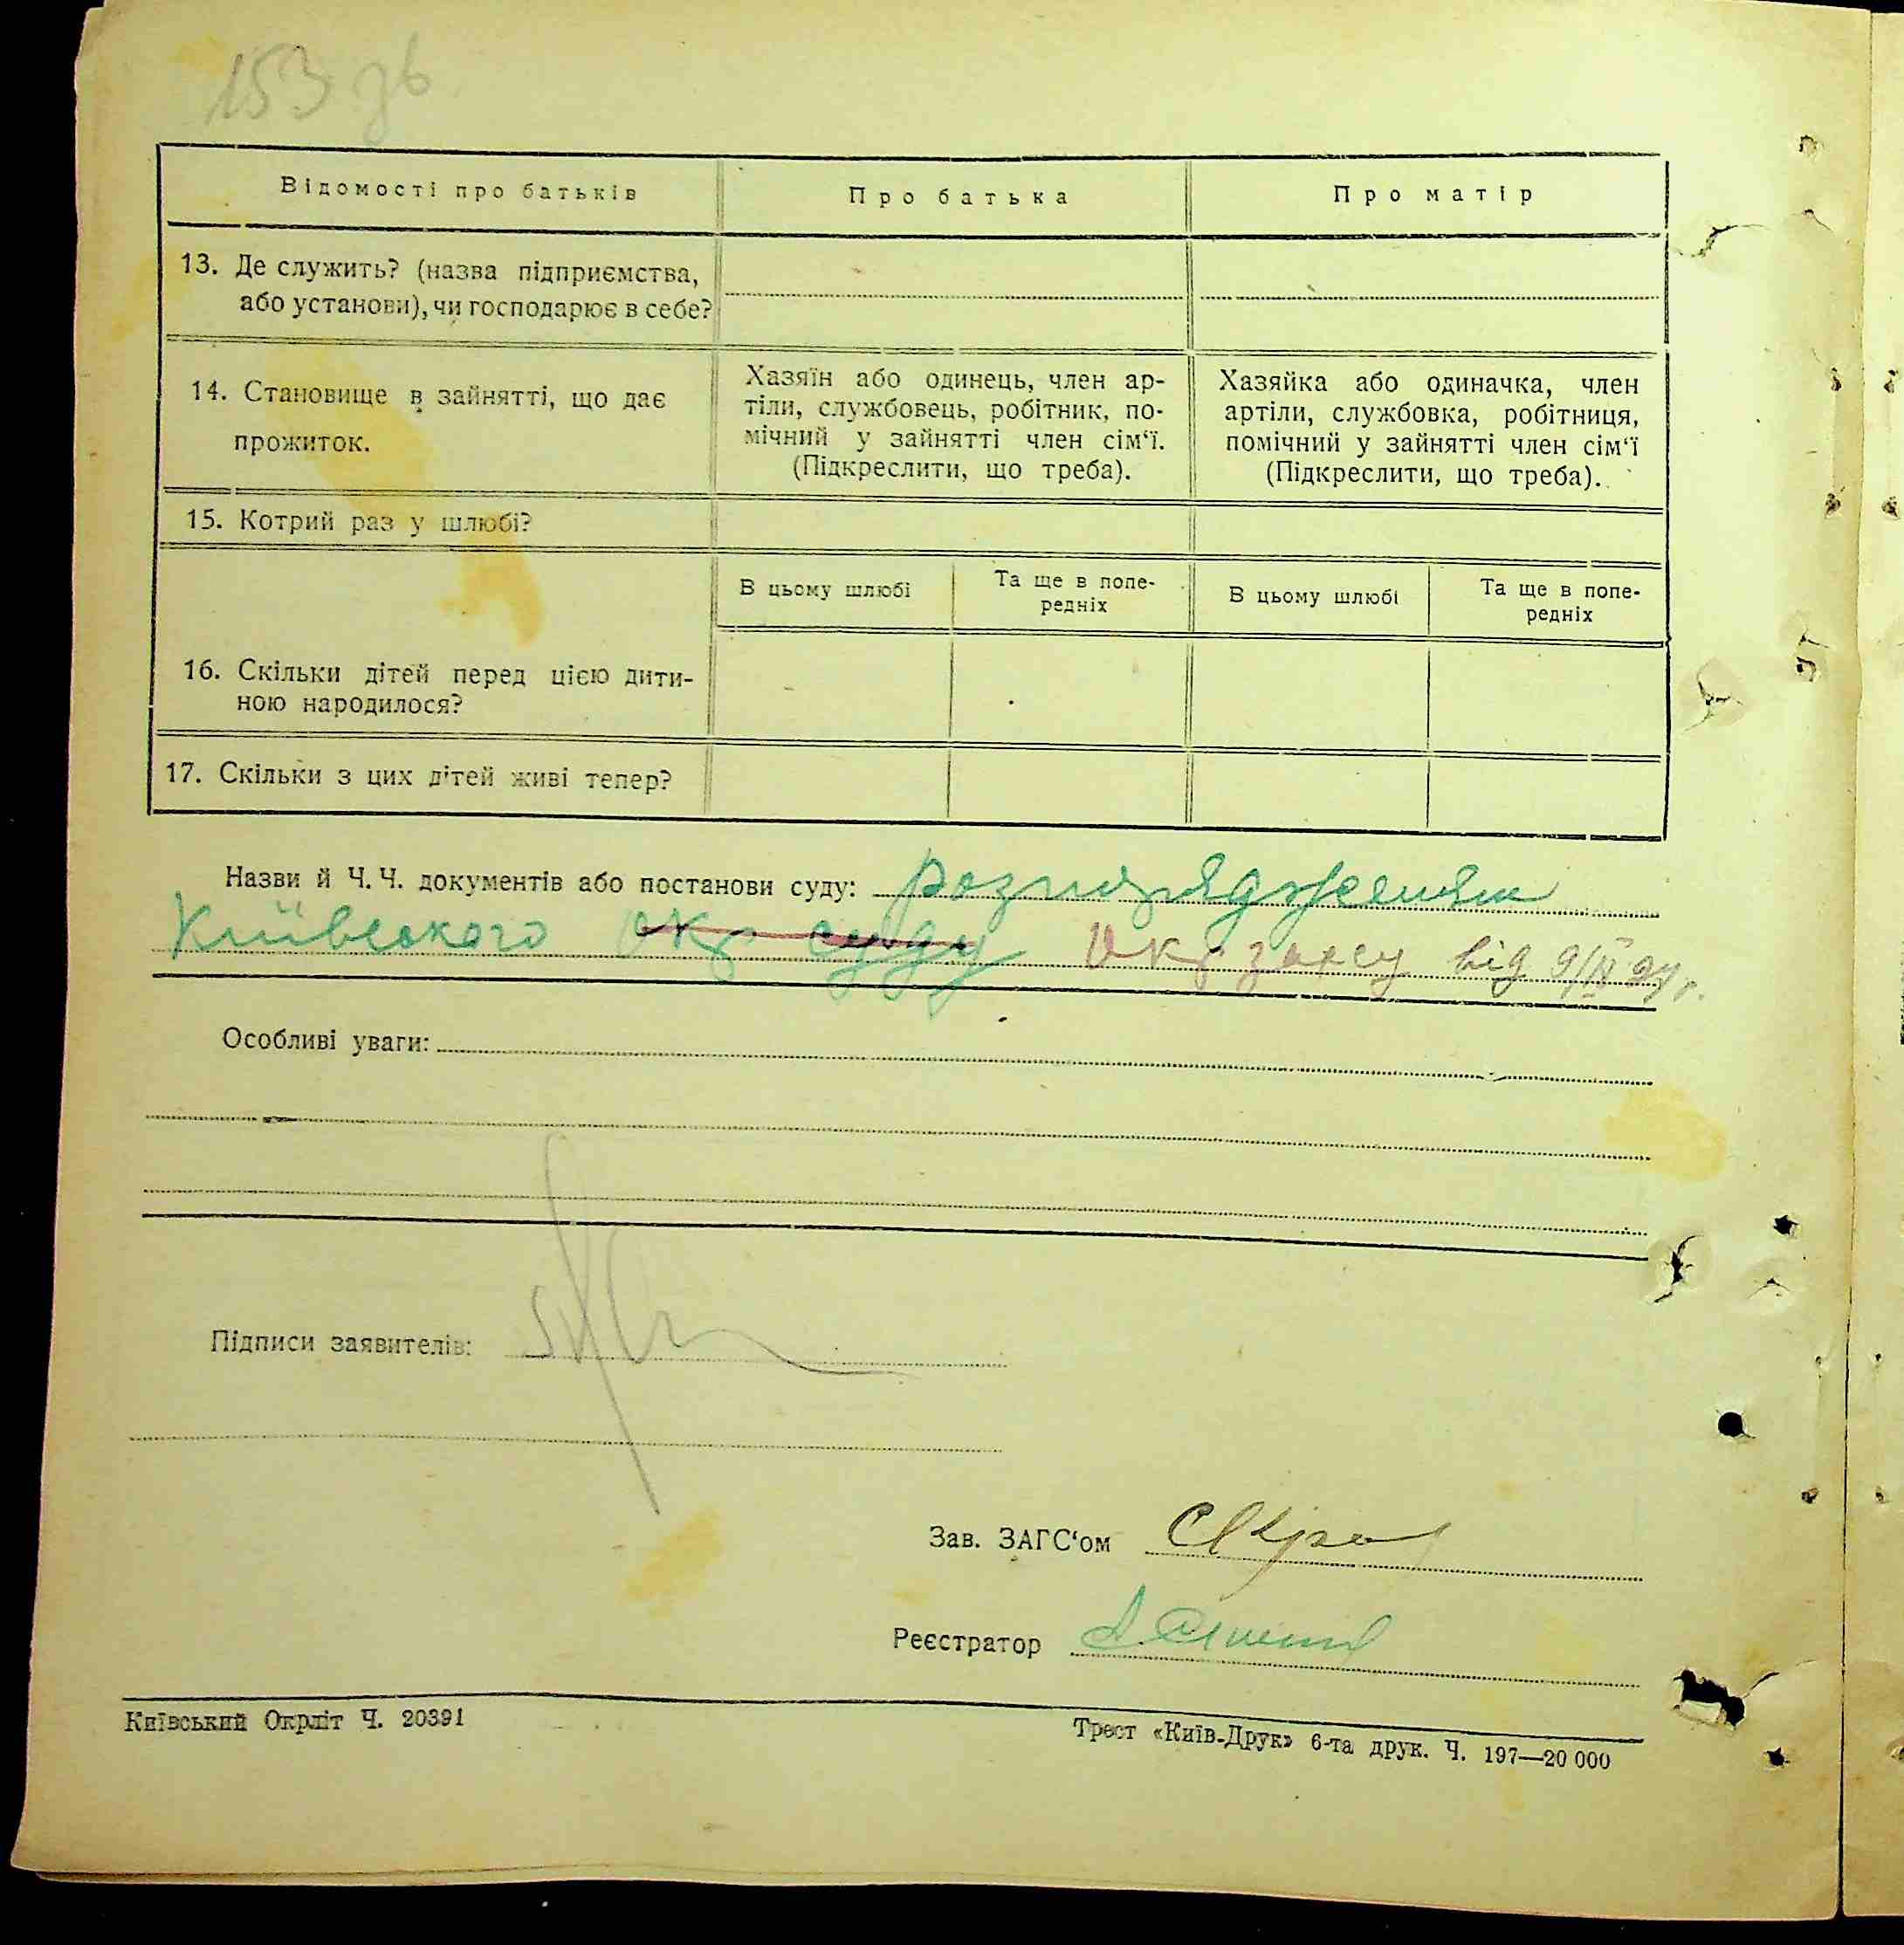 153 зв
Відомості про батьків
Про батька
Про матір
13. Де служить? (назва підприємства,
або установи), чи господарює в себе?
14. Становище в зайнятті, що дає
прожиток.
Хазяїн або одинець, член ар-
тіли, службовець, робітник, по-
мічний у зайнятті член сім‘ї.
(Підкреслити, що треба).
Хазяйка або одиначка, член
артіли, службовка, робітниця,
помічний у зайнятті член сім‘ї
(Підкреслити, що треба).
15. Котрий раз у шлюбі?
В цьому шлюбі
Та ще в попе-
редніх
В цьому шлюбі
Та ще в попе-
редніх
16. Скільки дітей перед цією дити-
ною народилося?
17. Скільки з цих дітей живі тепер?
Назви й Ч. Ч. документів або постанови суду: розпорядження
Київського Окр суду Окрзагсу від
Особливі уваги:
Підписи заявителів:
Зав. ЗАГС‘ом
Реєстратор
Київський Окрліт Ч. 20391
Трест «Київ-Друк» 6-та друк. Ч. 197—20 000